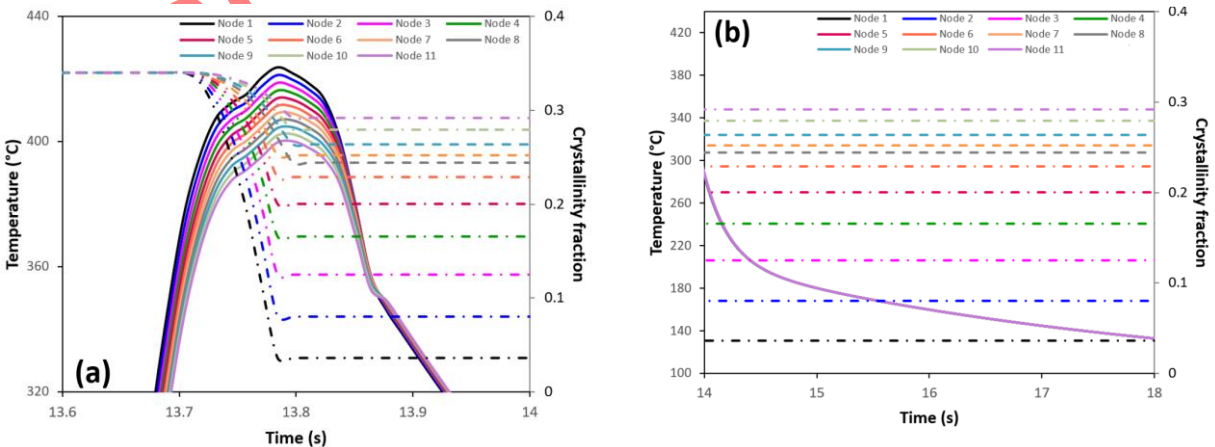 440
400
360
320
Temperature (°C)
Node 1 Node 2 Node 3 Node 4
Node 5 Node 6 Node 7 Node 8
Node 9 Node 10 Node 11
0.4
0.3
0.2
0.1
0
Crystallinity fraction
(a)
13.6 13.7 13.8 13.9 14
Time (s)
420
380
340
300
260
220
180
140
100
Temperature (°C)
(b)
Node 1 Node 2 Node 3 Node 4
Node 5 Node 6 Node 7 Node 8
Node 9 Node 10 Node 11
0.4
0.3
0.2
0.1
0
Crystallinity fraction
14 15 16 17 18
Time (s)